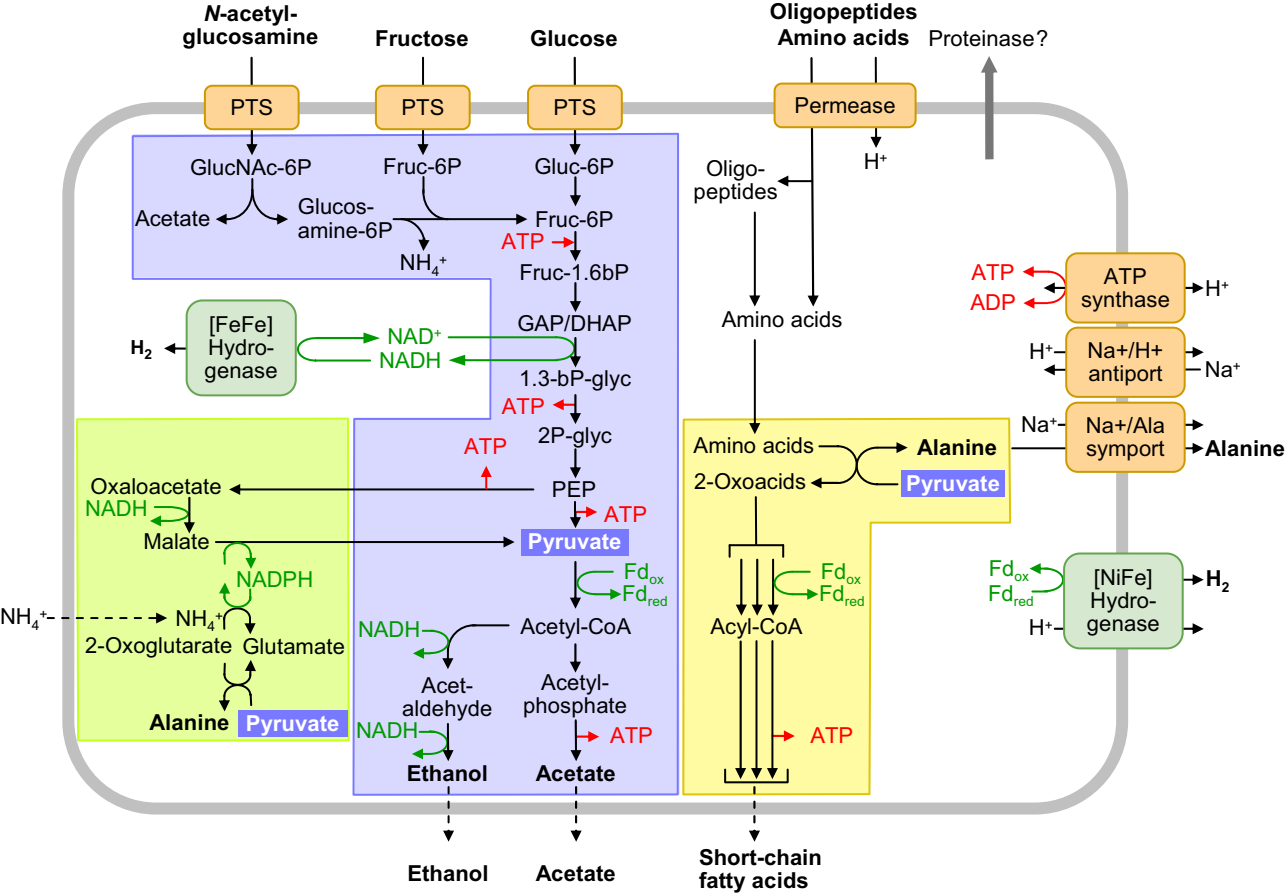 N-acetyl-
glucosamine
Fructose
Glucose
Oligopeptides
Amino acids
Proteinase?
PTS
PTS
PTS
Permease
GlucNAc-6P
Fruc-6P
Gluc-6P
H⁺
Oligo-
peptides
Acetate
Glucos-
amine-6P
Fruc-6P
ATP
NH₄⁺
Fruc-1.6bP
ATP
ADP
ATP
synthase
H⁺
[FeFe]
Hydro-
genase
H₂
NAD⁺
NADH
GAP/DHAP
Amino acids
H⁺
Na+/H+
antiport
Na⁺
1.3-bP-glyc
ATP
2P-glyc
Na⁺
Na+/Ala
symport
Alanine
ATP
Amino acids
Alanine
2-Oxoacids
Pyruvate
Oxaloacetate
PEP
NADH
ATP
Malate
Pyruvate
NADPH
Fdox
Fdred
Fdox
Fdred
Fdox
Fdred
[NiFe]
Hydro-
genase
H₂
H⁺
NH₄⁺
NH₄⁺
2-Oxoglutarate
Glutamate
NADH
Acetyl-CoA
Acyl-CoA
Acet-
aldehyde
Acetyl-
phosphate
Alanine
Pyruvate
NADH
ATP
ATP
Ethanol
Acetate
Ethanol
Acetate
Short-chain
fatty acids